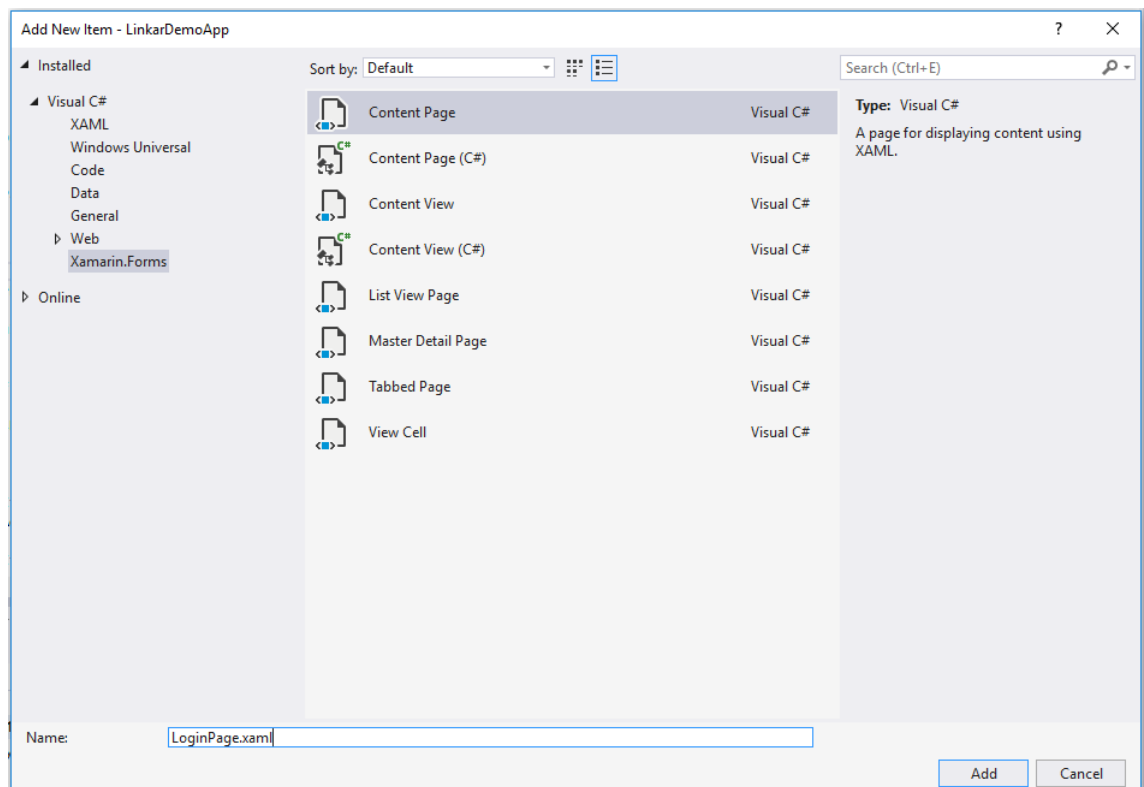 Add New Item - LinkarDemoApp
?
Installed
Sort by: Default
Search (Ctrl+E)
Visual C#
XAML
Windows Universal
Code
Data
General
Web
Xamarin.Forms
Online
Content Page Visual C#
C# Content Page (C#) Visual C#
Content View Visual C#
C# Content View (C#) Visual C#
List View Page Visual C#
Master Detail Page Visual C#
Tabbed Page Visual C#
View Cell Visual C#
Type: Visual C#
A page for displaying content using
XAML.
Name: LoginPage.xaml
Add Cancel